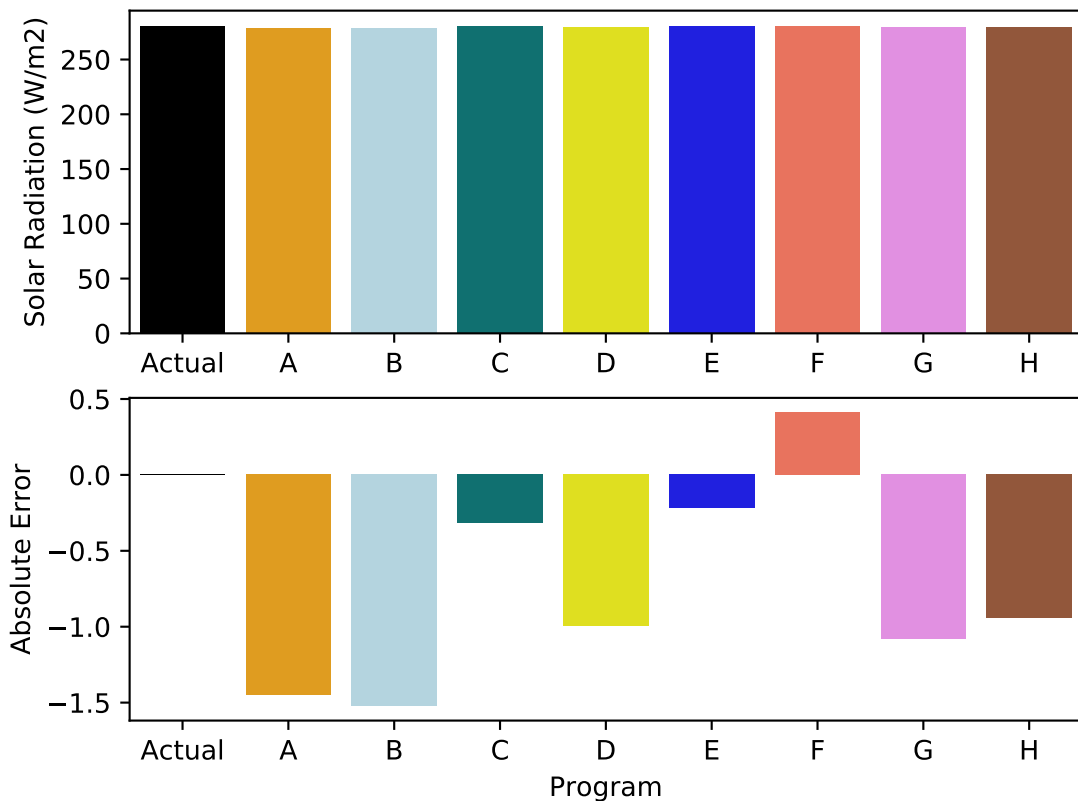 Solar Radiation (W/m2)
250
200
150
100
50
0
Actual A B C D E F G H
Absolute Error
0.5
0.0
−0.5
−1.0
−1.5
Actual A B C D E F G H
Program